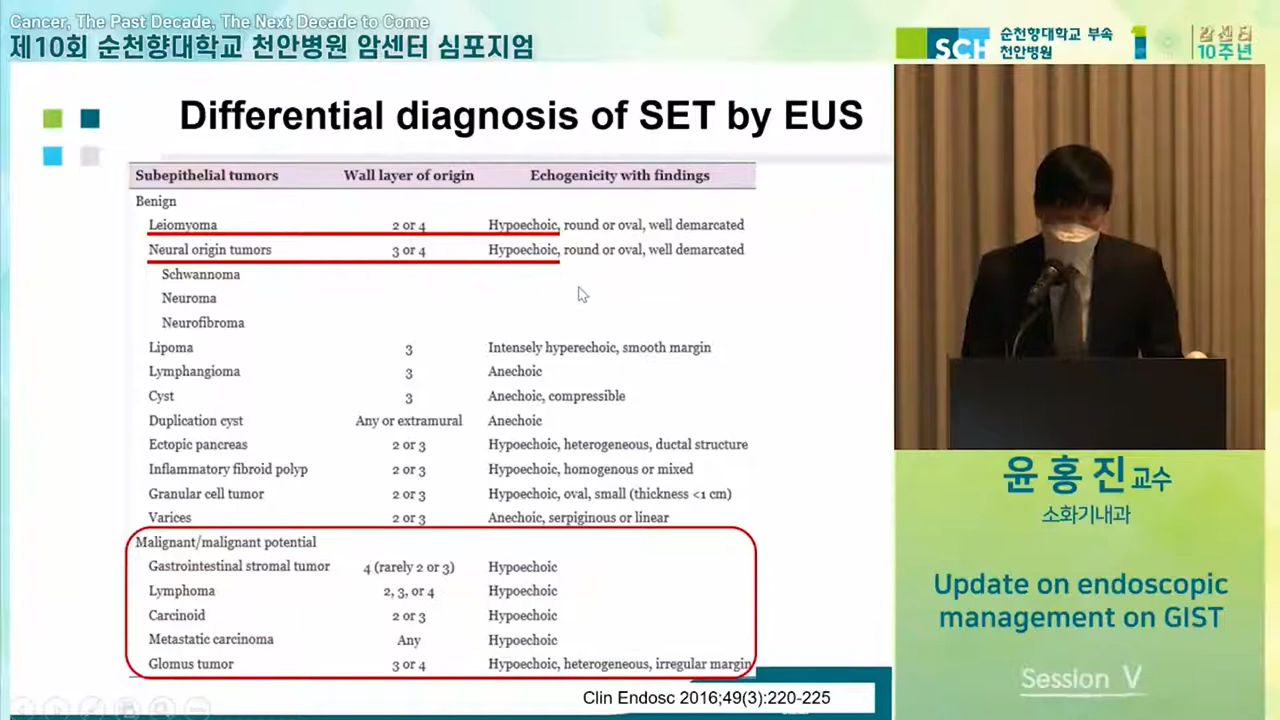 Cancer, The Past Decade, The Next Decade to Come
제10회 순천향대학교 천안병원 암센터 심포지엄
SCH 순천향대학교 부속
천안병원
암센터
10주년
Differential diagnosis of SET by EUS
Subepithelial tumors Wall layer of origin Echogenicity with findings
Benign
Leiomyoma 2 or 4 Hypoechoic, round or oval, well demarcated
Neural origin tumors 3 or 4 Hypoechoic, round or oval, well demarcated
Schwannoma
Neuroma
Neurofibroma
Lipoma 3 Intensely hyperechoic, smooth margin
Lymphangioma 3 Anechoic
Cyst 3 Anechoic, compressible
Duplication cyst Any or extramural Anechoic
Ectopic pancreas 2 or 3 Hypoechoic, heterogeneous, ductal structure
Inflammatory fibroid polyp 2 or 3 Hypoechoic, homogenous or mixed
Granular cell tumor 2 or 3 Hypoechoic, oval, small (thickness <1 cm)
Varices 2 or 3 Anechoic, serpiginous or linear
Malignant/malignant potential
Gastrointestinal stromal tumor 4 (rarely 2 or 3) Hypoechoic
Lymphoma 2, 3, or 4 Hypoechoic
Carcinoid 2 or 3 Hypoechoic
Metastatic carcinoma Any Hypoechoic
Glomus tumor 3 or 4 Hypoechoic, heterogeneous, irregular margin
Clin Endosc 2016;49(3):220-225
윤홍진 교수
소화기내과
Update on endoscopic
management on GIST
Session V